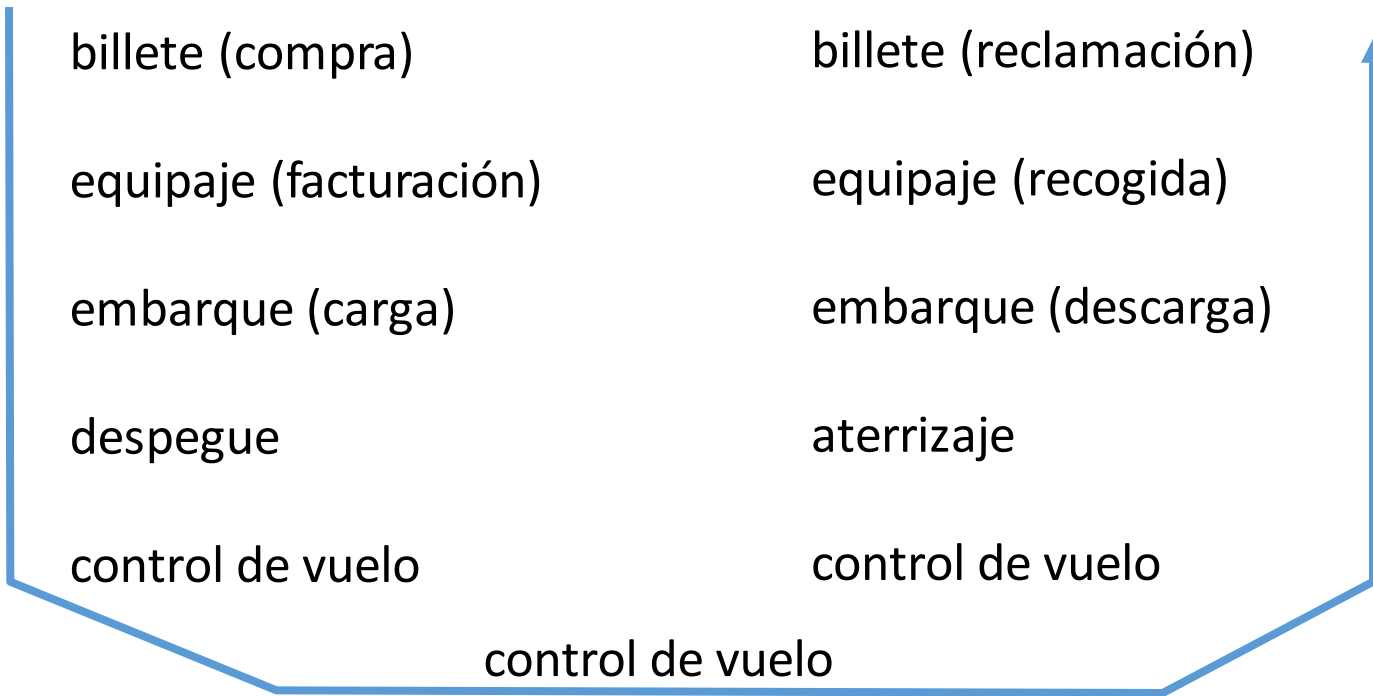 billete (compra)
equipaje (facturación)
embarque (carga)
despegue
control de vuelo
control de vuelo
billete (reclamación)
equipaje (recogida)
embarque (descarga)
aterrizaje
control de vuelo